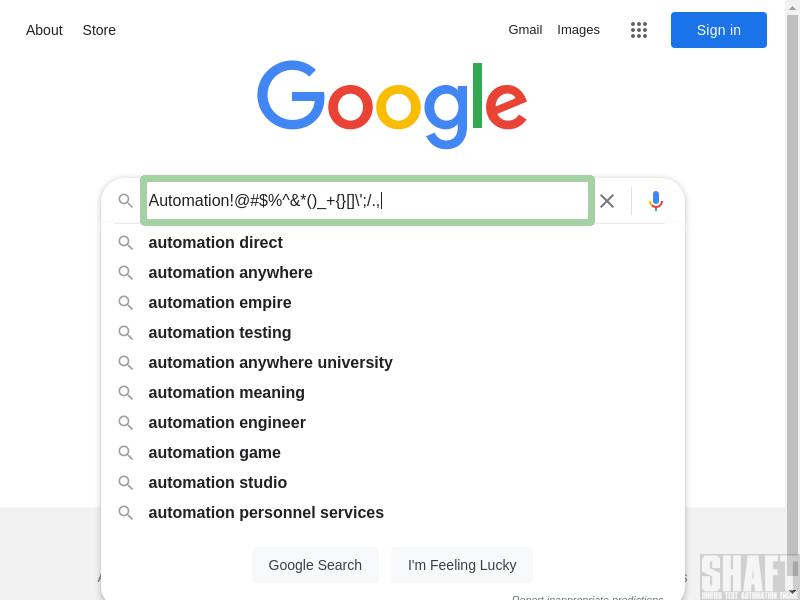 About Store Gmail Images Sign in
Google
Automation!@#$%^&*()_+{}[]\';/.,
automation direct
automation anywhere
automation empire
automation testing
automation anywhere university
automation meaning
automation engineer
automation game
automation studio
automation personnel services
Google Search I'm Feeling Lucky
SHAFT
Report inappropriate predictions